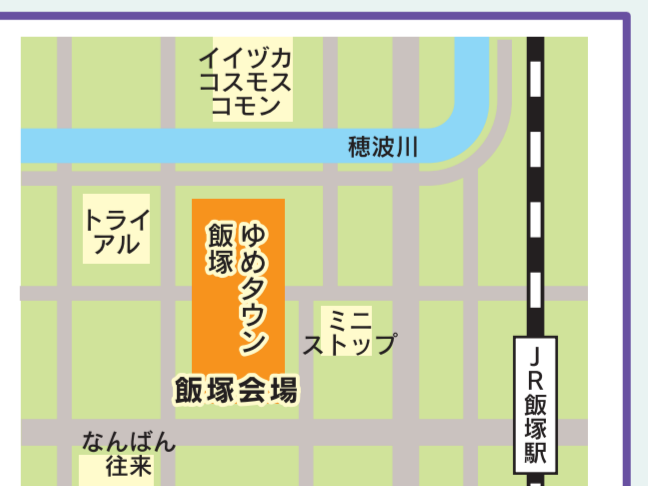 イイヅカ
コスモス
コモン
穂波川
トライ
アル
ゆめタウン
飯塚
ミニ
ストップ
飯塚会場
JR飯塚駅
なんばん
往来